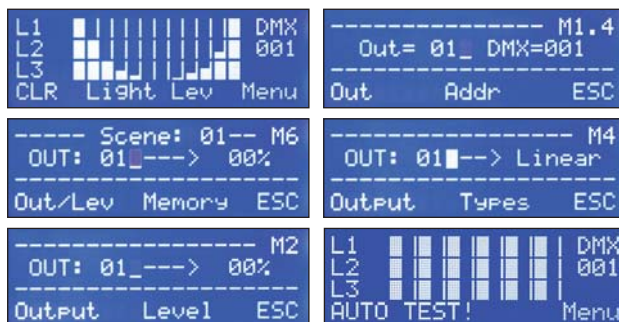 L1 DMX
L2 001
L3
CLR Light Lev Menu
---------------- M1.4
Out= 01_ DMX=001
--------------------
Out Addr ESC
----- Scene: 01-- M6
OUT: 01_---> 00%
--------------------
Out/Lev Memory ESC
----------------- M4
OUT: 01█--> Linear
--------------------
Output Types ESC
----------------- M2
OUT: 01_---> 00%
--------------------
Output Level ESC
L1 DMX
L2 001
L3
AUTO TEST! Menu